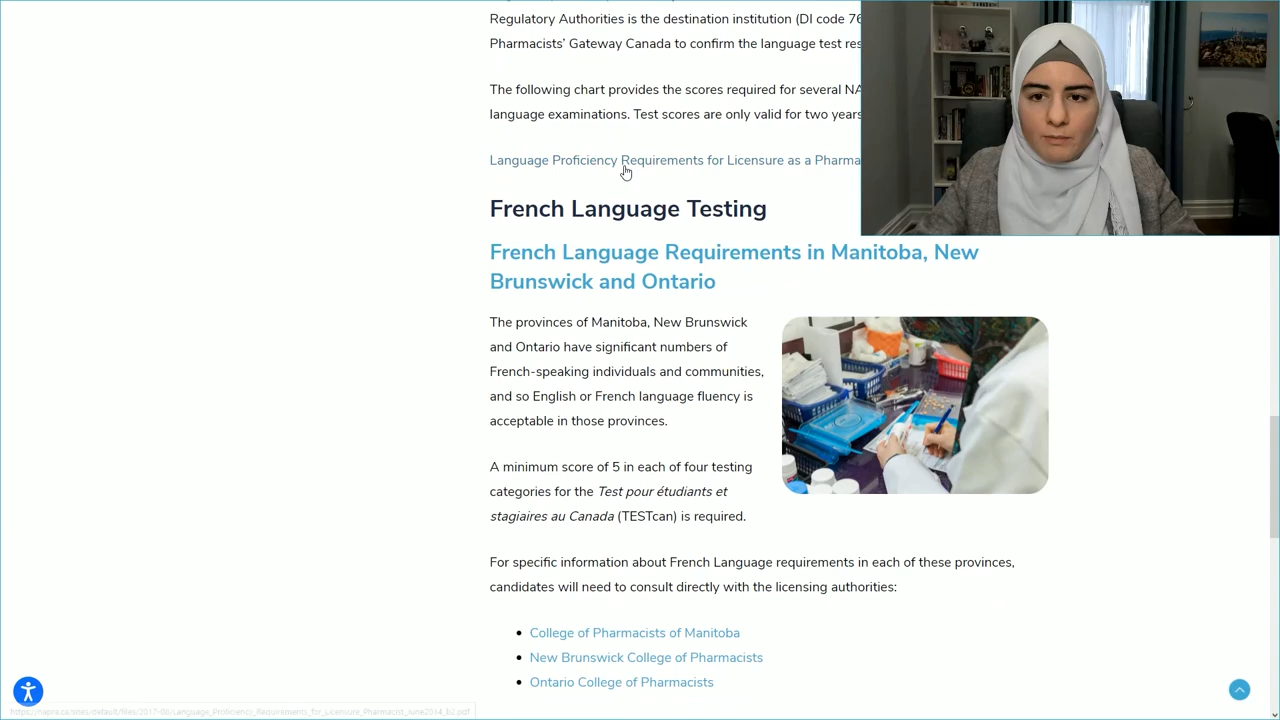 Regulatory Authorities is the destination institution (DI code 76
Pharmacists' Gateway Canada to confirm the language test res
The following chart provides the scores required for several NA
language examinations. Test scores are only valid for two years
Language Proficiency Requirements for Licensure as a Pharma
French Language Testing
French Language Requirements in Manitoba, New
Brunswick and Ontario
The provinces of Manitoba, New Brunswick
and Ontario have significant numbers of
French-speaking individuals and communities,
and so English or French language fluency is
acceptable in those provinces.
A minimum score of 5 in each of four testing
categories for the Test pour étudiants et
stagiaires au Canada (TESTcan) is required.
For specific information about French Language requirements in each of these provinces,
candidates will need to consult directly with the licensing authorities:
College of Pharmacists of Manitoba
New Brunswick College of Pharmacists
Ontario College of Pharmacists